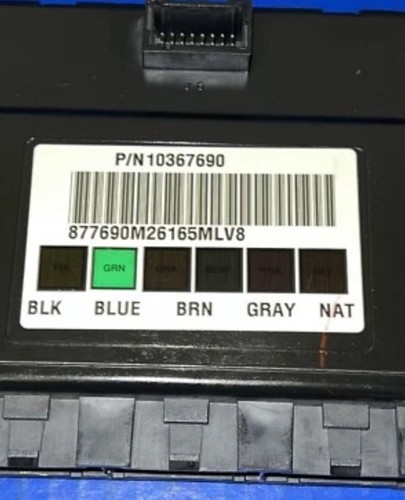 P/N10367690
877690M26165MLV8
GRN
BLK BLUE BRN GRAY NAT